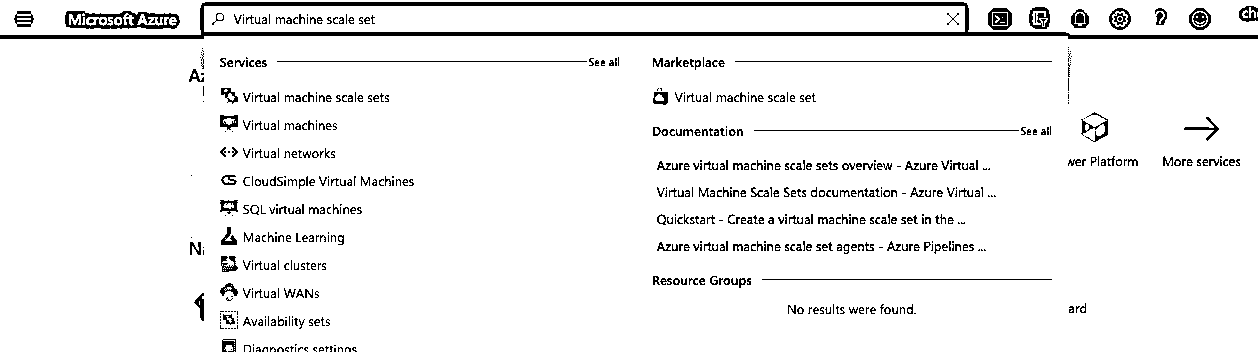 Microsoft Azure
Virtual machine scale set
Services
See all
Virtual machine scale sets
Virtual machines
Virtual networks
CloudSimple Virtual Machines
SQL virtual machines
Machine Learning
Virtual clusters
Virtual WANs
Availability sets
Diagnostics settings
Marketplace
Virtual machine scale set
Documentation
See all
Azure virtual machine scale sets overview - Azure Virtual ...
Virtual Machine Scale Sets documentation - Azure Virtual ...
Quickstart - Create a virtual machine scale set in the ...
Azure virtual machine scale set agents - Azure Pipelines ...
Resource Groups
No results were found.
wer Platform
More services
ard